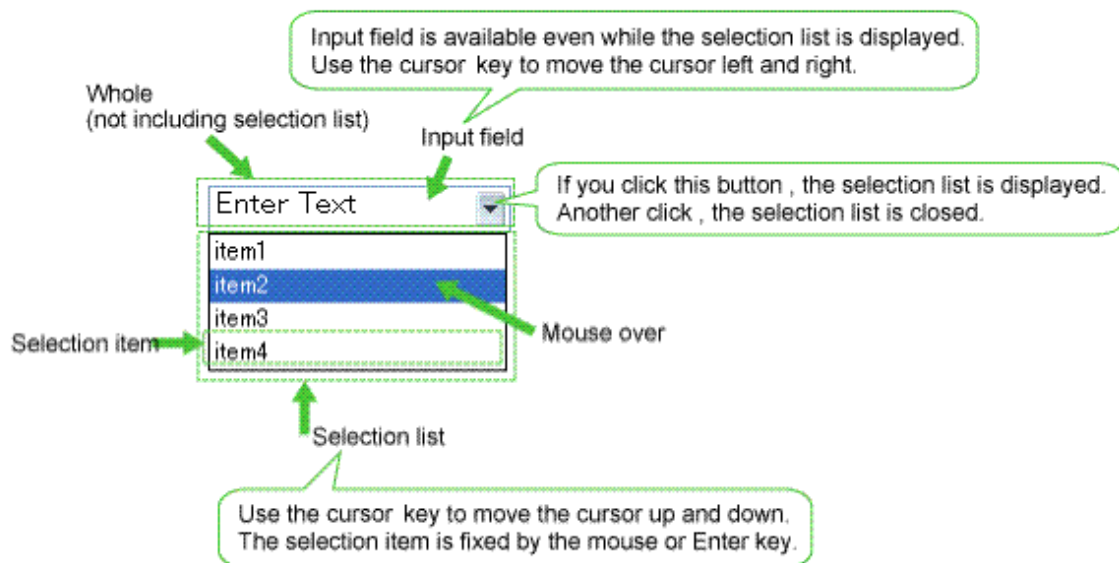 Input field is available even while the selection list is displayed.
Use the cursor key to move the cursor left and right.
Whole
(not including selection list)
Input field
Enter Text
If you click this button , the selection list is displayed.
Another click , the selection list is closed.
item1
item2
item3
item4
Mouse over
Selection item
Selection list
Use the cursor key to move the cursor up and down.
The selection item is fixed by the mouse or Enter key.